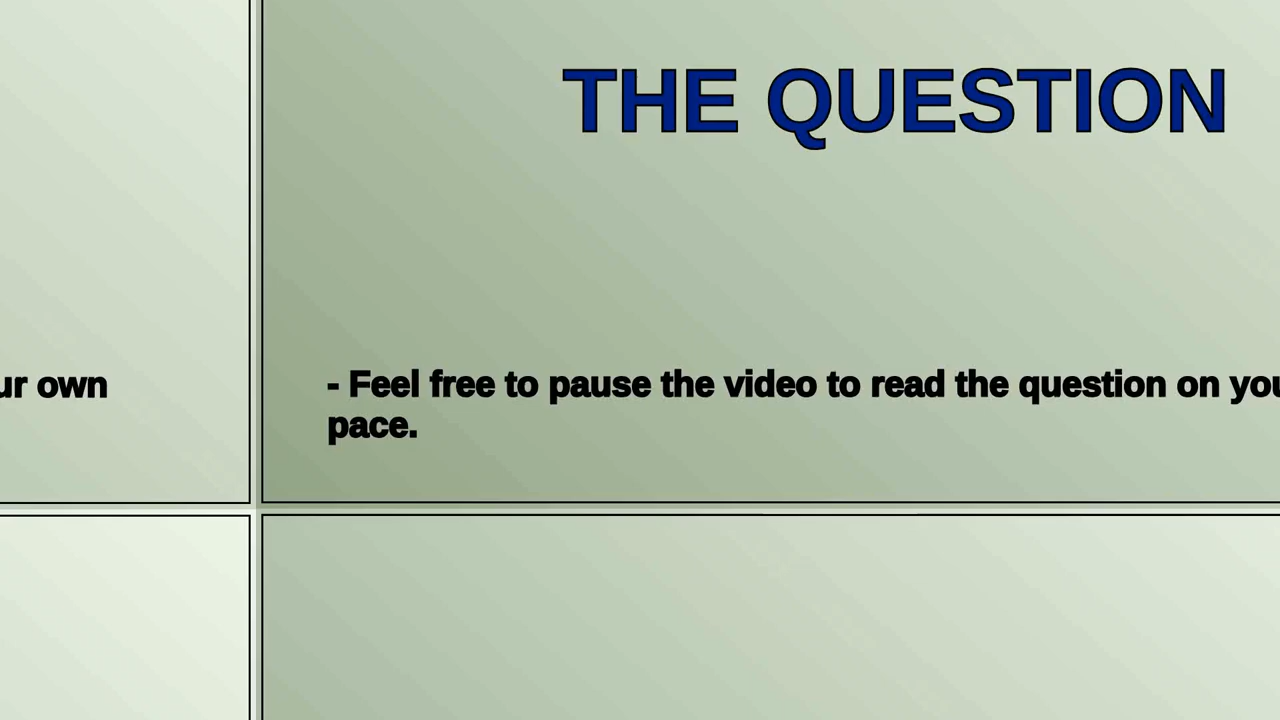 THE QUESTION
ur own
- Feel free to pause the video to read the question on you
pace.